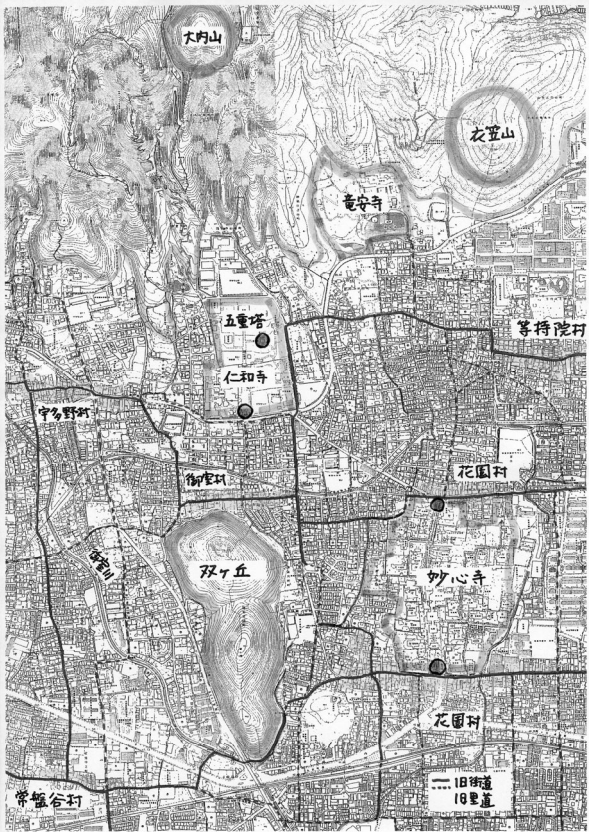 大内山
衣笠山
竜安寺
五重塔
等持院村
仁和寺
宇多野村
花園村
御室村
双ヶ丘
妙心寺
御室川
花園村
旧街道
旧里道
常盤谷村